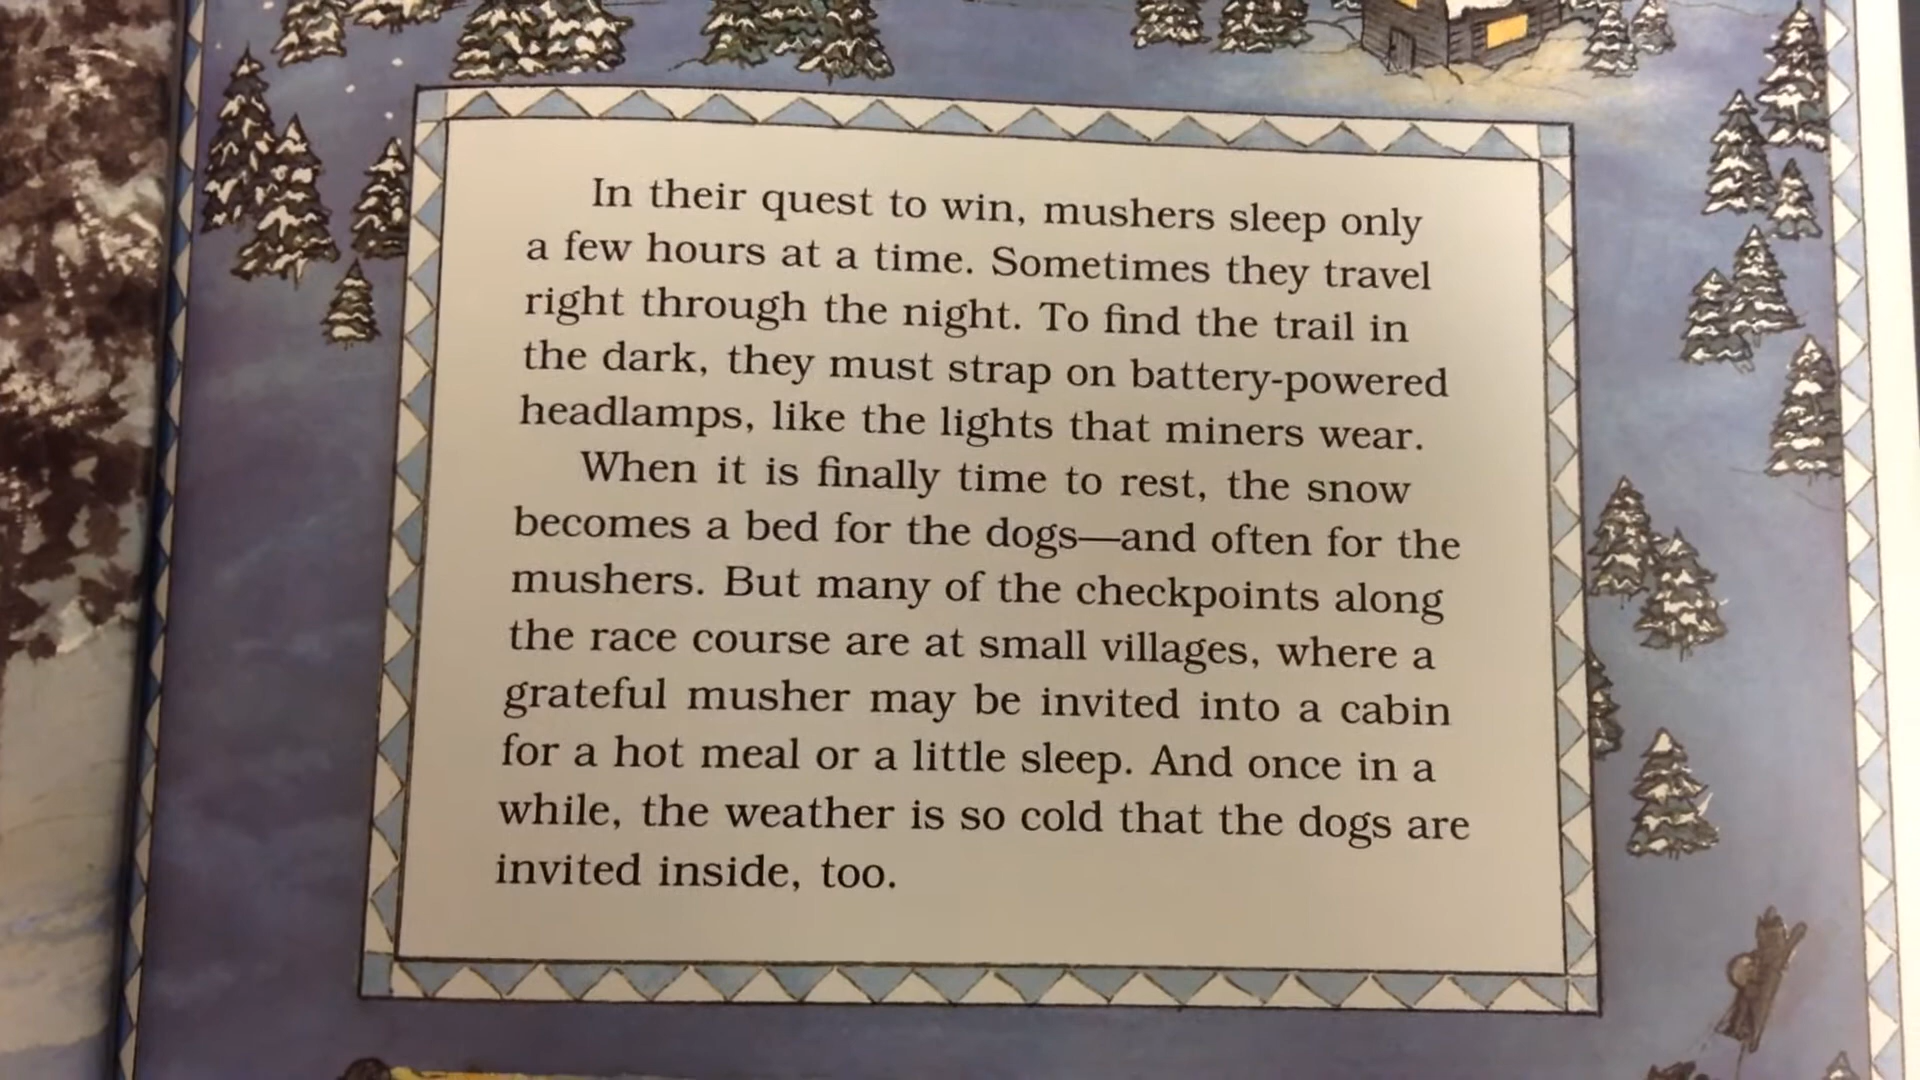 In their quest to win, mushers sleep only
a few hours at a time. Sometimes they travel
right through the night. To find the trail in
the dark, they must strap on battery-powered
headlamps, like the lights that miners wear.
When it is finally time to rest, the snow
becomes a bed for the dogs—and often for the
mushers. But many of the checkpoints along
the race course are at small villages, where a
grateful musher may be invited into a cabin
for a hot meal or a little sleep. And once in a
while, the weather is so cold that the dogs are
invited inside, too.